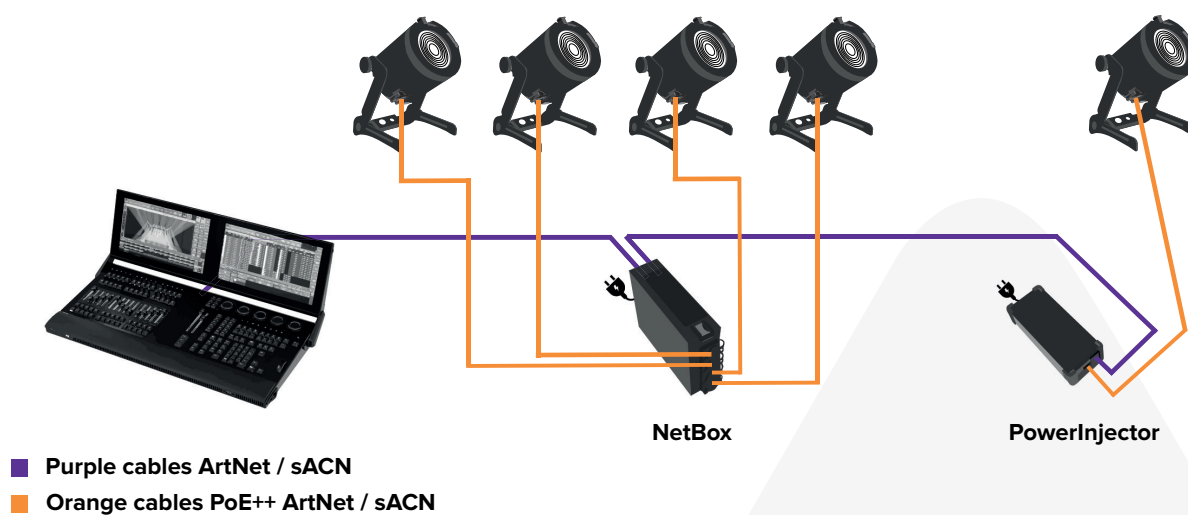 NetBox
PowerInjector
Purple cables ArtNet / sACN
Orange cables PoE++ ArtNet / sACN